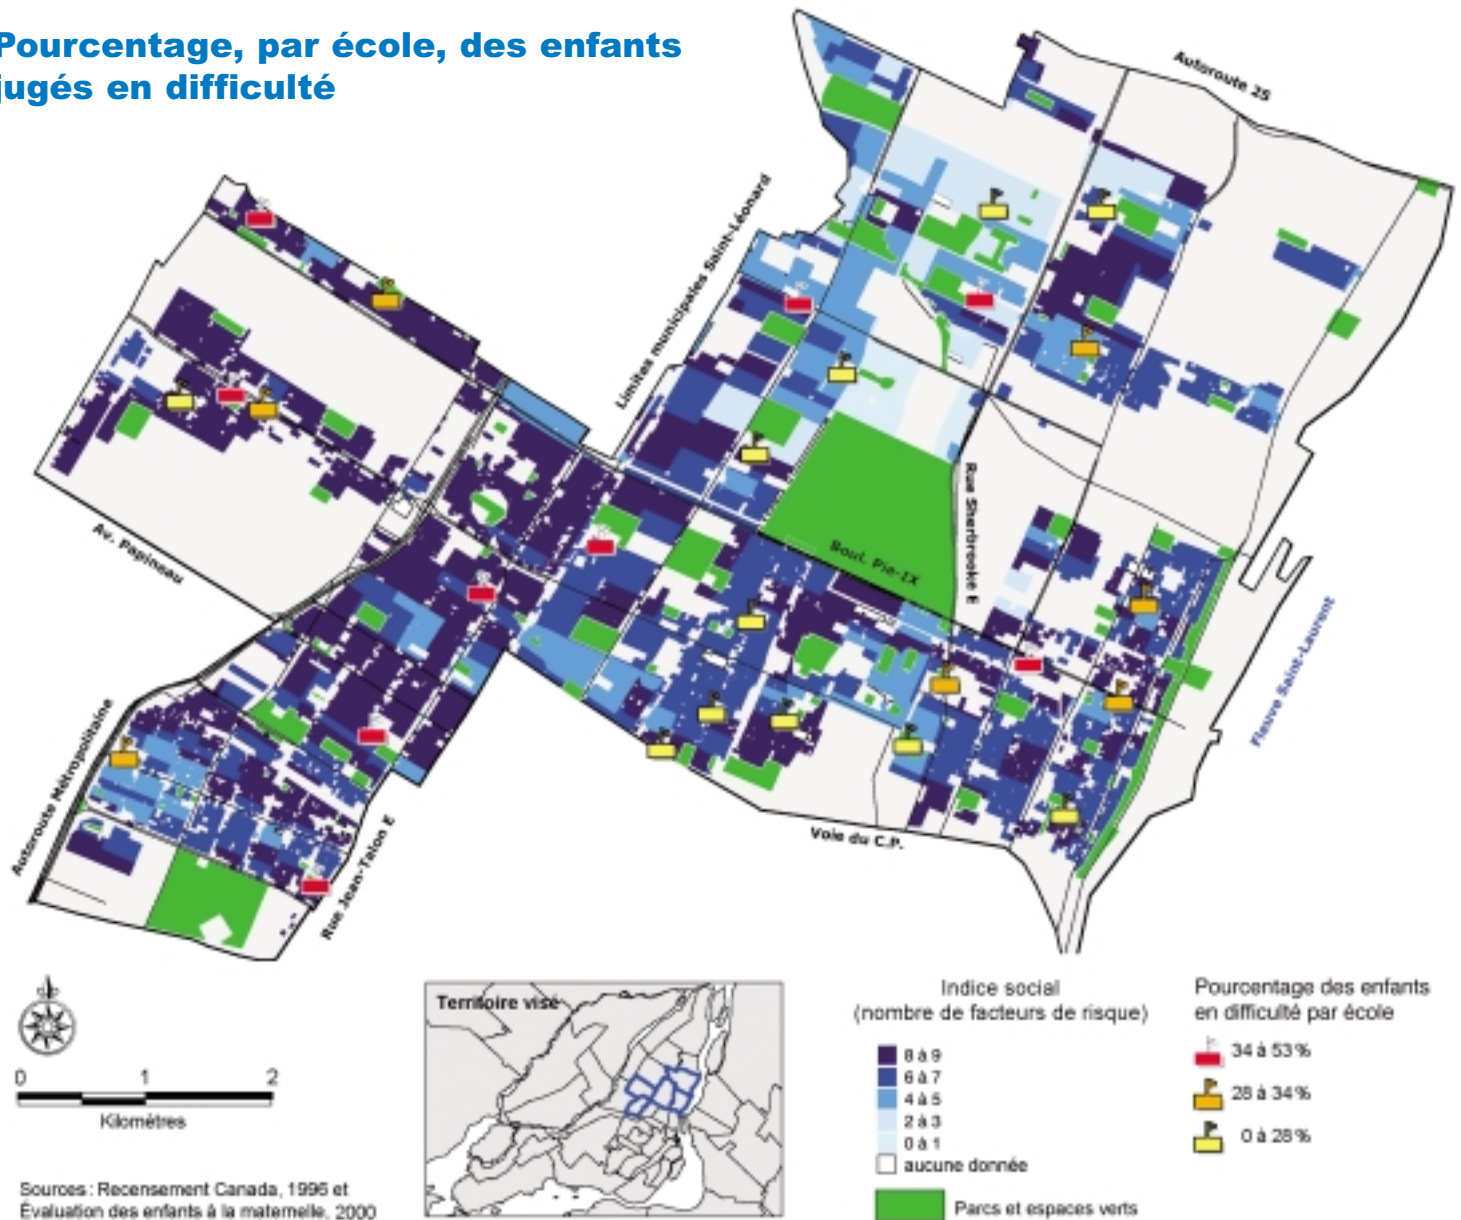 Pourcentage, par école, des enfants
jugés en difficulté
Autoroute 25
Limites municipales Saint-Léonard
Av. Papineau
Boul. Pie-IX
Rue Sherbrooke E
Fleuve Saint-Laurent
Autoroute Métropolitaine
Rue Jean-Talon E
Voie du C.P.
0 1 2
Kilomètres
Sources : Recensement Canada, 1996 et
Évaluation des enfants à la maternelle, 2000
Territoire visé
Indice social
(nombre de facteurs de risque)
8 à 9
6 à 7
4 à 5
2 à 3
0 à 1
aucune donnée
Parcs et espaces verts
Pourcentage des enfants
en difficulté par école
34 à 53 %
28 à 34 %
0 à 28 %